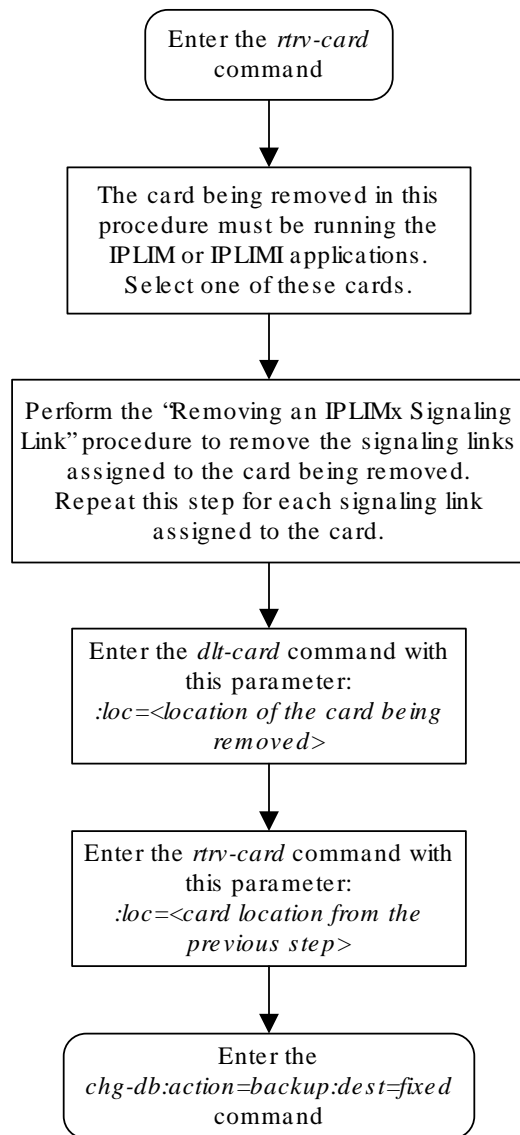 Enter the rtrv-card
command
The card being removed in this
procedure must be running the
IPLIM or IPLIMI applications.
Select one of these cards.
Perform the “Removing an IPLIMx Signaling
Link” procedure to remove the signaling links
assigned to the card being removed.
Repeat this step for each signaling link
assigned to the card.
Enter the dlt-card command with
this parameter:
:loc=<location of the card being
removed>
Enter the rtrv-card command with
this parameter:
:loc=<card location from the
previous step>
Enter the
chg-db:action=backup:dest=fixed
command